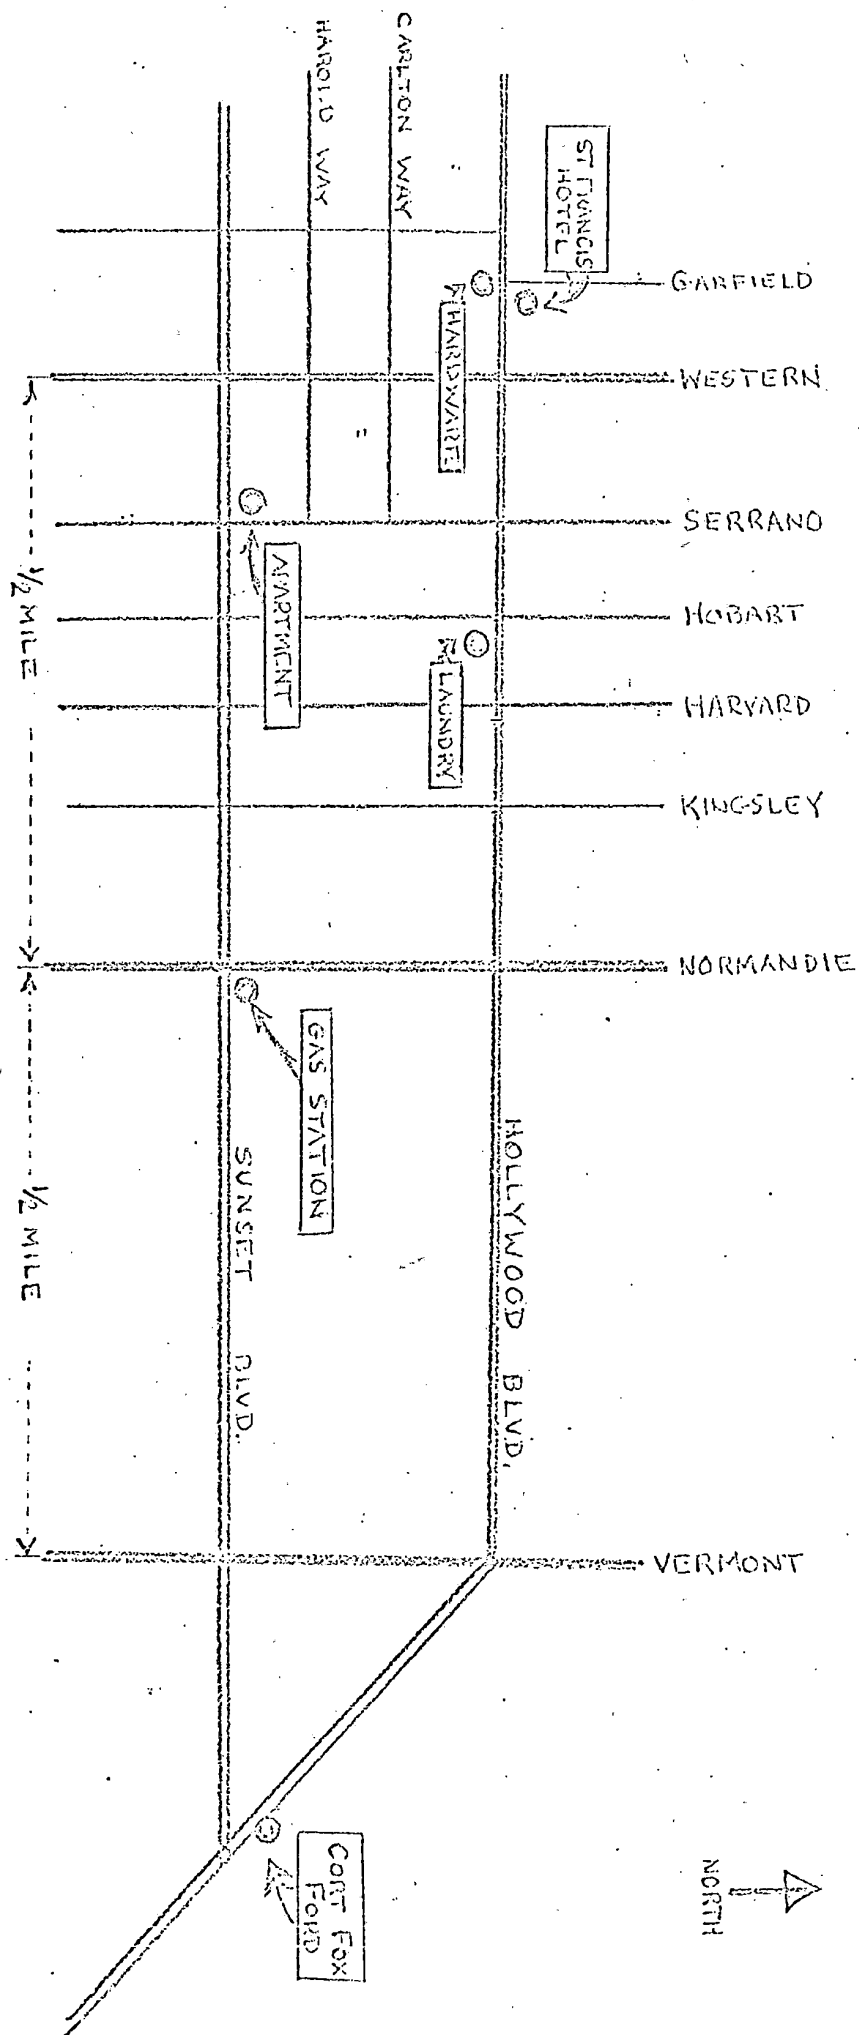 CARLTON WAY
HAROLD WAY
ST FRANCIS
HOTEL
GARFIELD
HARDWARE
WESTERN
SERRANO
APARTMENT
HOBART
LAUNDRY
HARVARD
KINGSLEY
1/2 MILE
NORMANDIE
GAS STATION
SUNSET BLVD.
HOLLYWOOD BLVD.
1/2 MILE
VERMONT
CORT FOX
FORD
NORTH